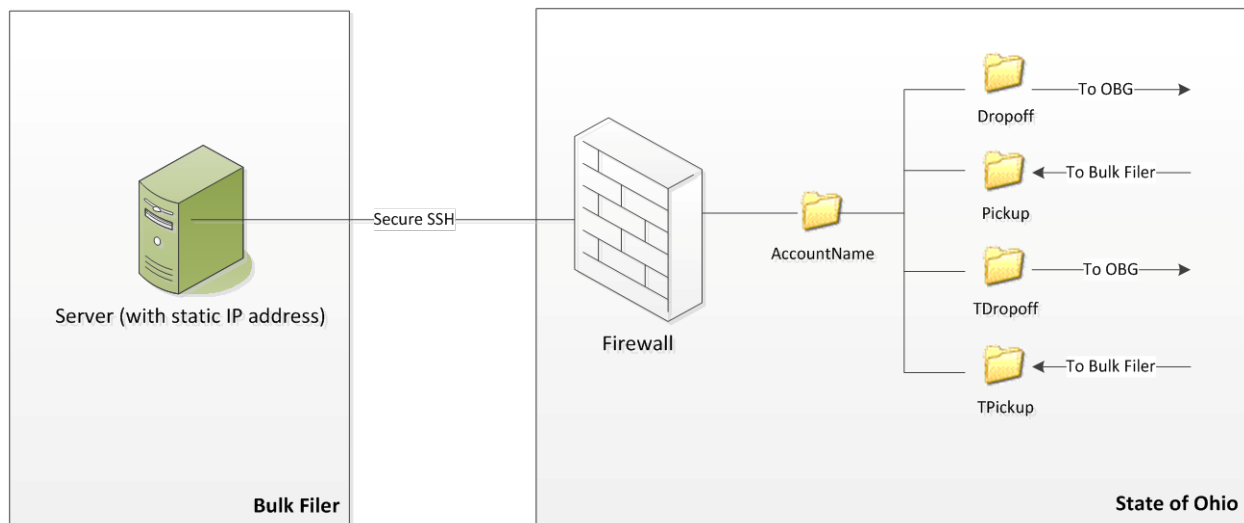 Server (with static IP address)
Bulk Filer
Secure SSH
Firewall
AccountName
Dropoff
To OBG
Pickup
To Bulk Filer
TDropoff
To OBG
TPickup
To Bulk Filer
State of Ohio